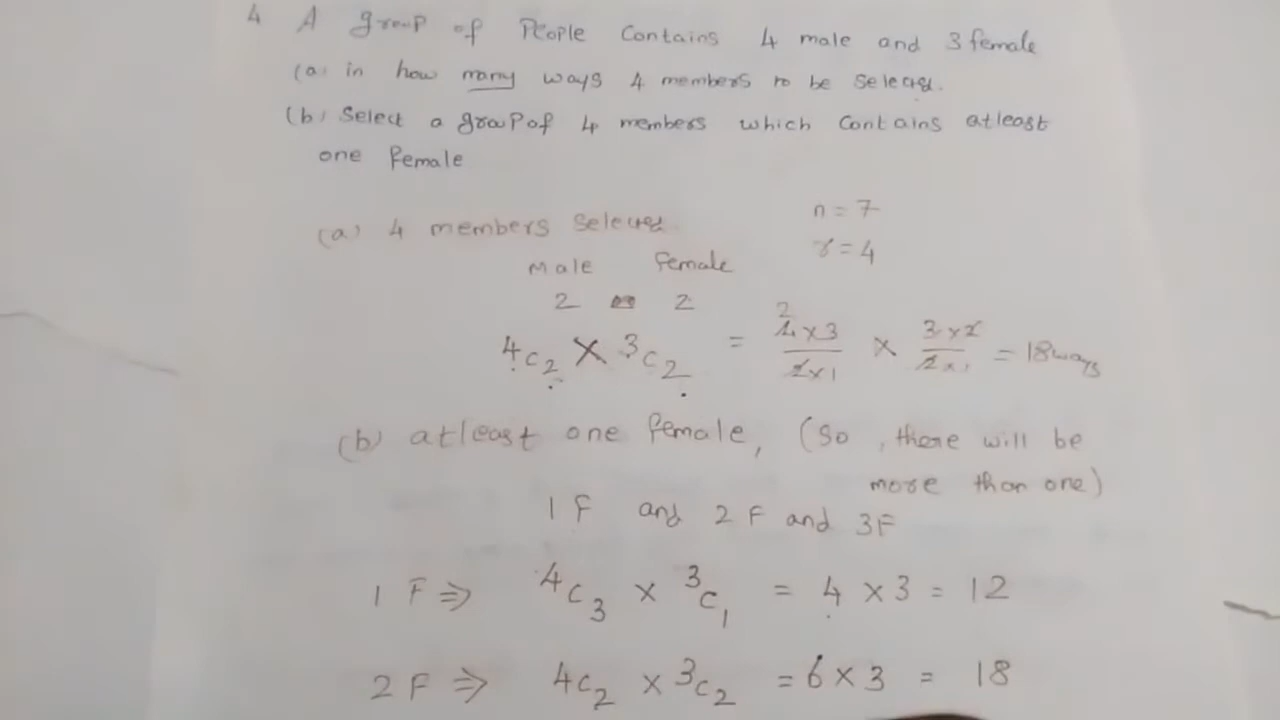 4 A group of People Contains 4 male and 3 female
(a) in how many ways 4 members to be selected.
(b) Select a group of 4 members which contains atleast
one female
(a) 4 members selected.
n = 7
r = 4
Male female
2 2
4C2 × 3C2 = 4×3/2×1 × 3×2/2×1 = 18 ways
(b) atleast one female, (So, there will be
more than one)
1 F and 2 F and 3F
1 F ⇒ 4C3 × 3C1 = 4 × 3 = 12
2 F ⇒ 4C2 × 3C2 = 6 × 3 = 18